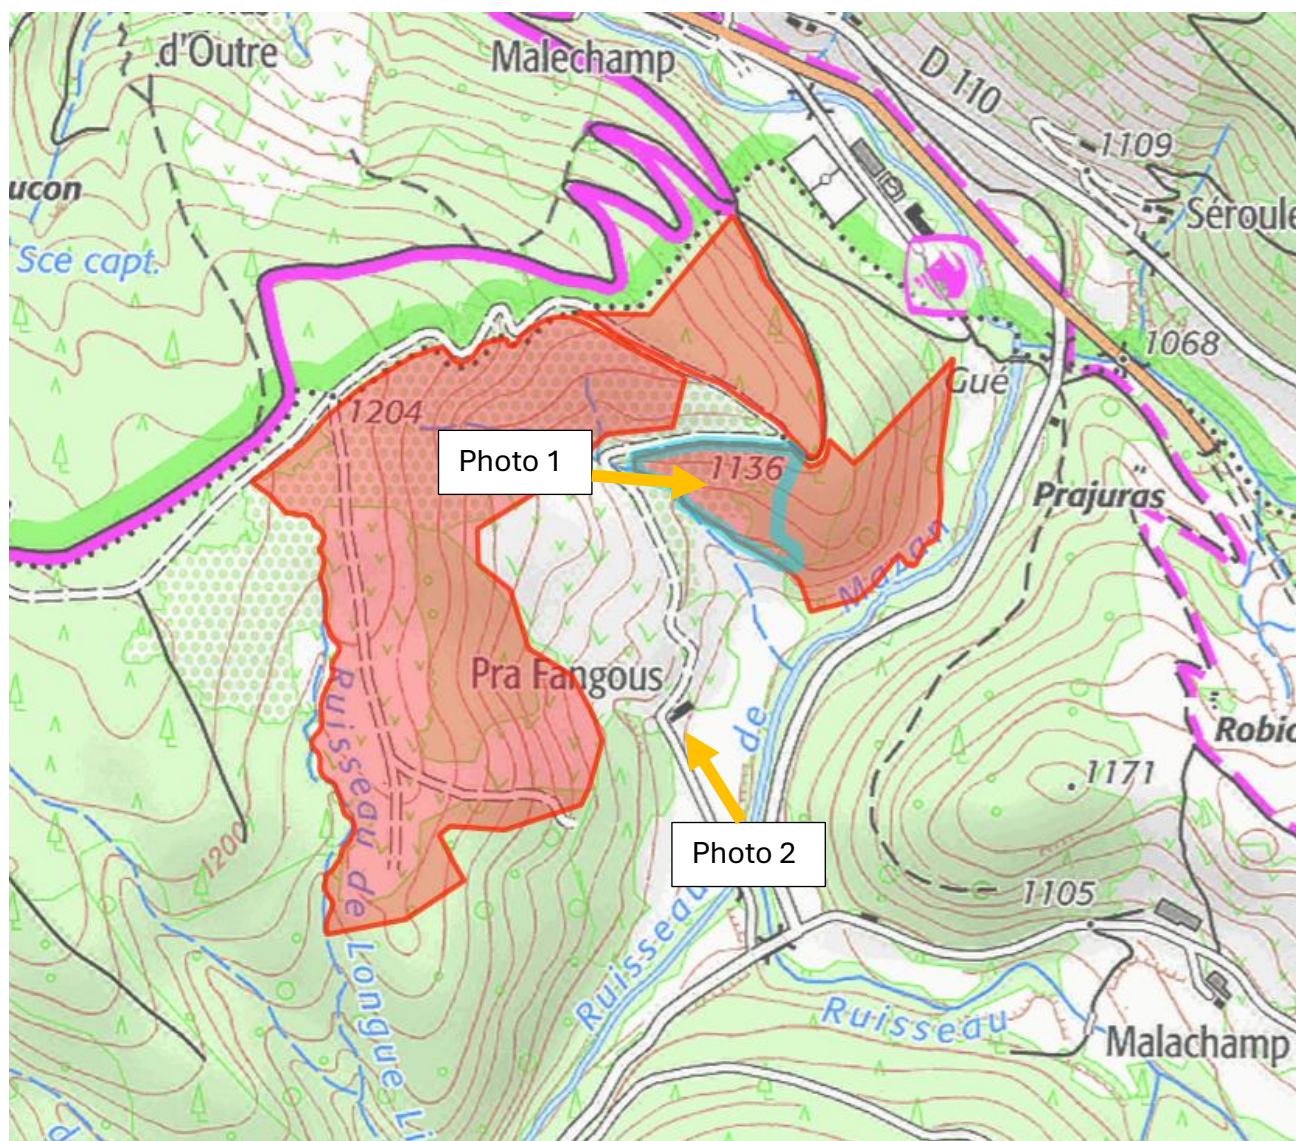 d'Outre
Malechamp
D 110
1109
ucon
Séroule
Sce capt.
1068
1204
Gué
Photo 1
1136
Prajuras
Mazan
Pra Fangous
de
Robic
1171
Photo 2
1200
Ruisseau de Longue Li
1105
Ruisseau
Ruisseau
Malachamp